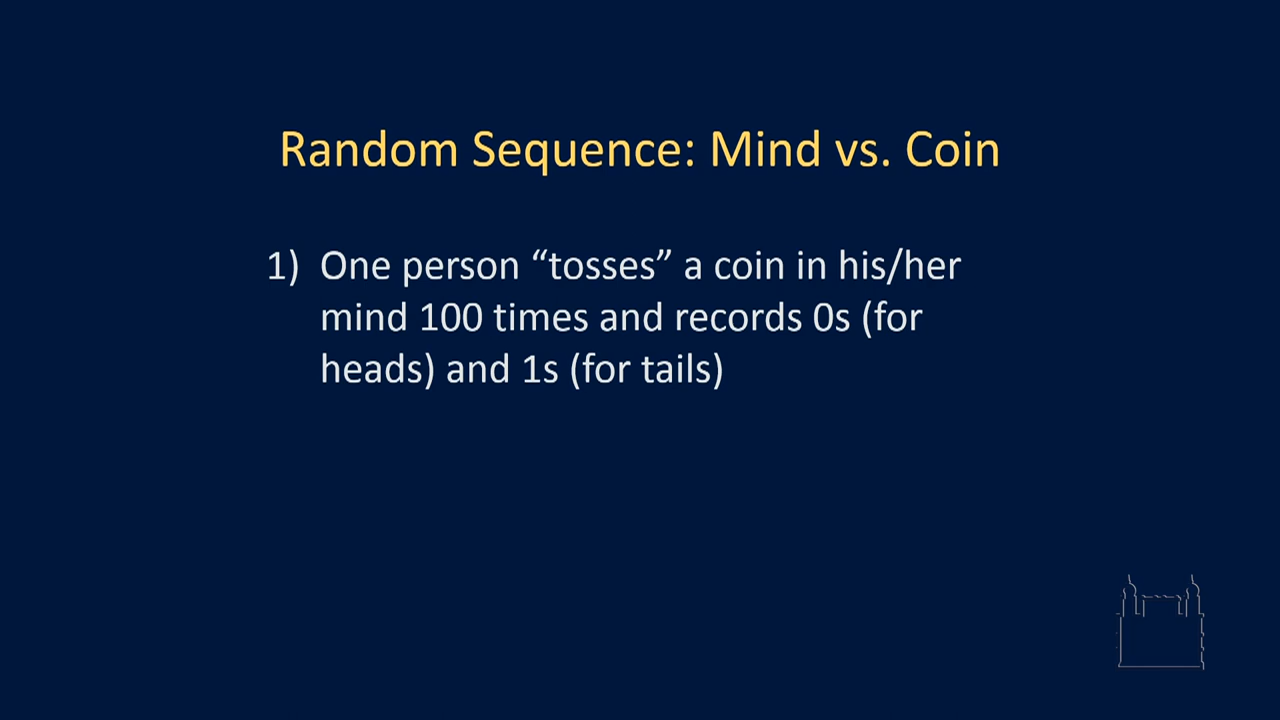 Random Sequence: Mind vs. Coin
1) One person “tosses” a coin in his/her
mind 100 times and records 0s (for
heads) and 1s (for tails)